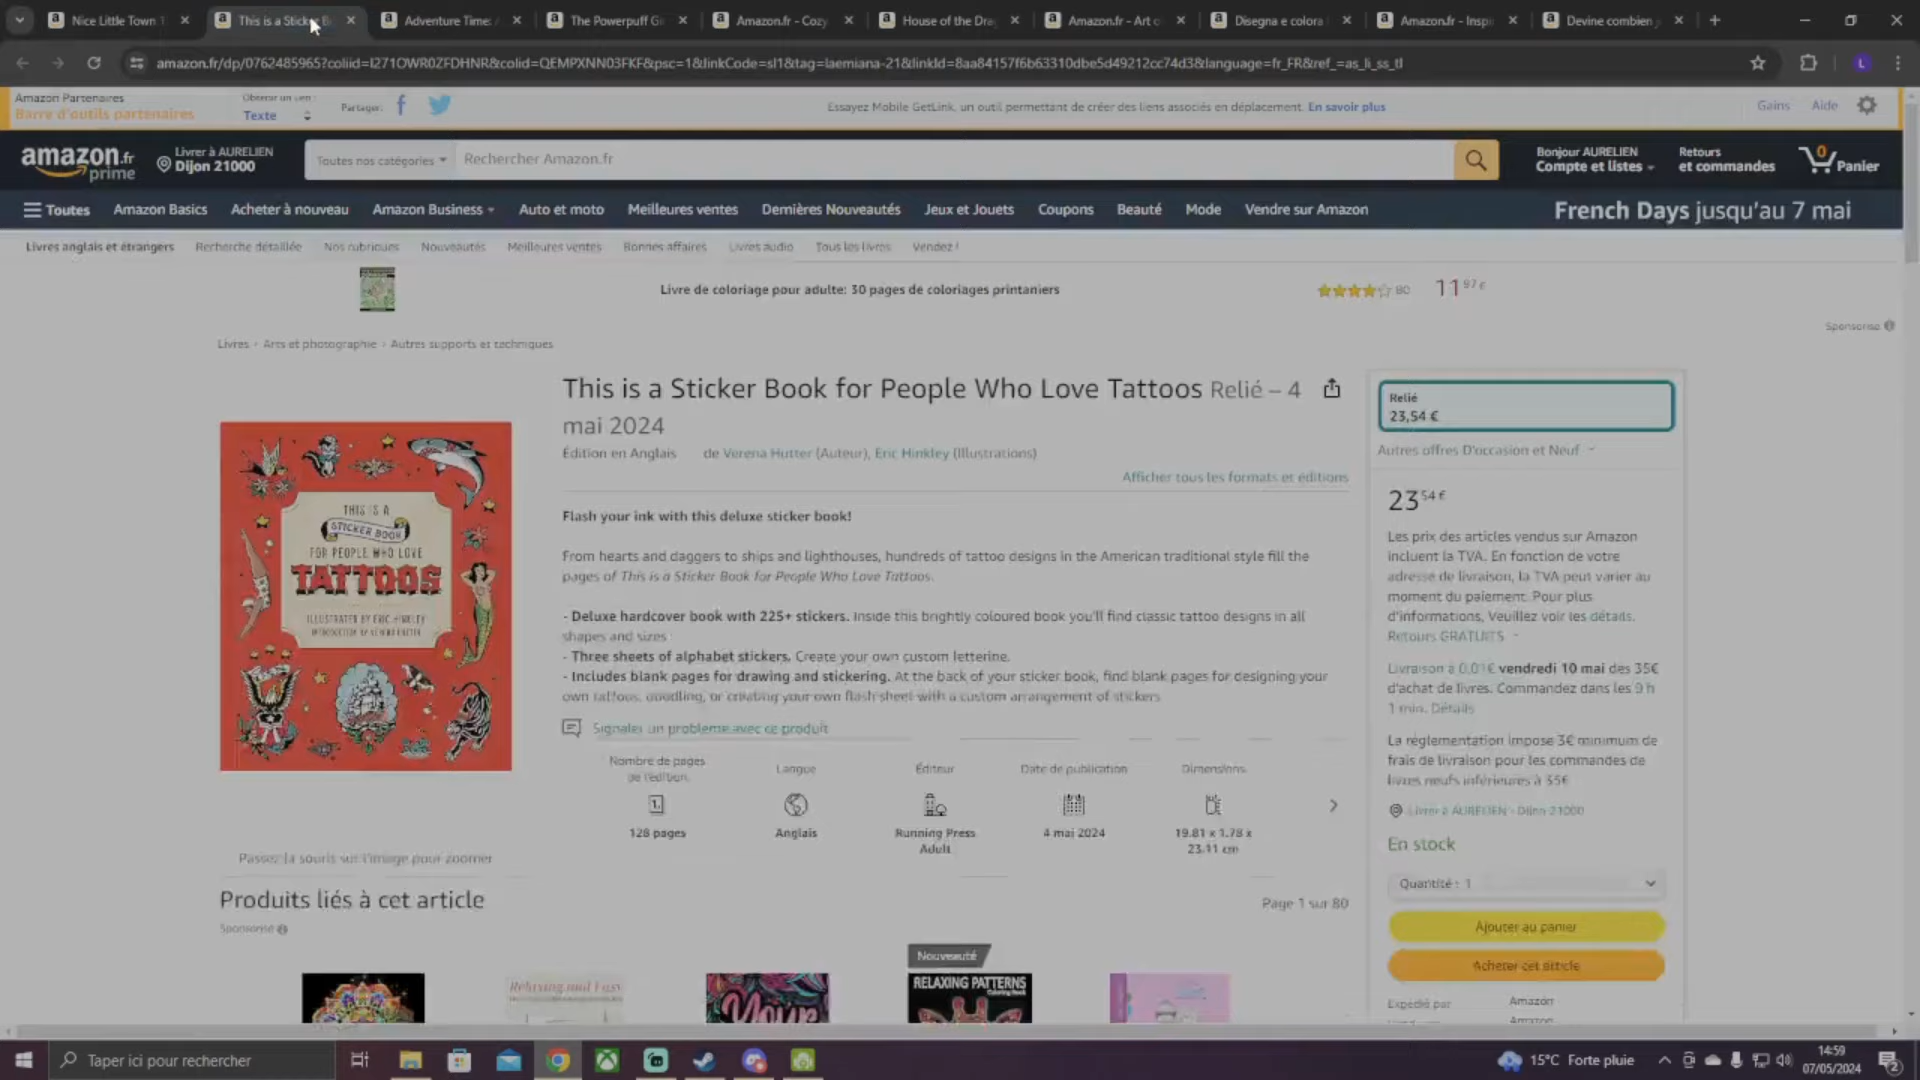 Nice Little Town 1
This is a Sticker B
Adventure Time:
The Powerpuff Gi
Amazon.fr - Cozy
House of the Dra
Amazon.fr - Art o
Disegna e colora
Amazon.fr - Inspi
Devine combien
amazon.fr/dp/0762485965?coliid=I271OWR0ZFDHNR&colid=QEMPXNN03FKF&psc=1&linkCode=sl1&tag=laemiana-21&linkId=8aa84157f6b63310dbe5d49212cc74d3&language=fr_FR&ref_=as_li_ss_tl
L
Amazon Partenaires
Barre d'outils partenaires
Obtenir un lien :
Texte
Partager:
Essayez Mobile GetLink, un outil permettant de créer des liens associés en déplacement. En savoir plus
Gains
Aide
amazon.fr
prime
Livrer à AURELIEN
Dijon 21000
Toutes nos catégories
Rechercher Amazon.fr
Bonjour AURELIEN
Compte et listes
Retours
et commandes
0
Panier
Toutes
Amazon Basics
Acheter à nouveau
Amazon Business
Auto et moto
Meilleures ventes
Dernières Nouveautés
Jeux et Jouets
Coupons
Beauté
Mode
Vendre sur Amazon
French Days jusqu'au 7 mai
Livres anglais et étrangers
Recherche détaillée
Nos rubriques
Nouveautés
Meilleures ventes
Bonnes affaires
Livres audio
Tous les livres
Vendez !
Livre de coloriage pour adulte: 30 pages de coloriages printaniers
80
11,97 €
Sponsorisé
Livres › Arts et photographie › Autres supports et techniques
This is a Sticker Book for People Who Love Tattoos Relié – 4
mai 2024
Édition en Anglais de Verena Hutter (Auteur), Eric Hinkley (Illustrations)
Afficher tous les formats et éditions
Flash your ink with this deluxe sticker book!
From hearts and daggers to ships and lighthouses, hundreds of tattoo designs in the American traditional style fill the
pages of This is a Sticker Book for People Who Love Tattoos.
- Deluxe hardcover book with 225+ stickers. Inside this brightly coloured book you'll find classic tattoo designs in all
shapes and sizes
- Three sheets of alphabet stickers. Create your own custom lettering.
- Includes blank pages for drawing and stickering. At the back of your sticker book, find blank pages for designing your
own tattoos, doodling, or creating your own flash sheet with a custom arrangement of stickers
Signaler un problème avec ce produit
THIS IS A
STICKER BOOK
FOR PEOPLE WHO LOVE
TATTOOS
ILLUSTRATED BY ERIC HINKLEY
INTRODUCTION BY VERENA HUTTER
Passez la souris sur l'image pour zoomer
Nombre de pages
de l'édition
128 pages
Langue
Anglais
Éditeur
Running Press
Adult
Date de publication
4 mai 2024
Dimensions
19.81 x 1.78 x
23.11 cm
Relié
23,54 €
Autres offres D'occasion et Neuf
23,54 €
Les prix des articles vendus sur Amazon
incluent la TVA. En fonction de votre
adresse de livraison, la TVA peut varier au
moment du paiement. Pour plus
d'informations, Veuillez voir les détails.
Retours GRATUITS
Livraison à 0,01€ vendredi 10 mai dès 35€
d'achat de livres. Commandez dans les 9 h
1 min. Détails
La réglementation impose 3€ minimum de
frais de livraison pour les commandes de
livres neufs inférieures à 35€
Livrer à AURELIEN - Dijon 21000
En stock
Quantité : 1
Ajouter au panier
Acheter cet article
Expédié par
Amazon
Amazon
Produits liés à cet article
Sponsorisé
Page 1 sur 80
Nouveauté
Relaxing and Easy
Your
RELAXING PATTERNS
Taper ici pour rechercher
15°C Forte pluie
14:59
07/05/2024
2